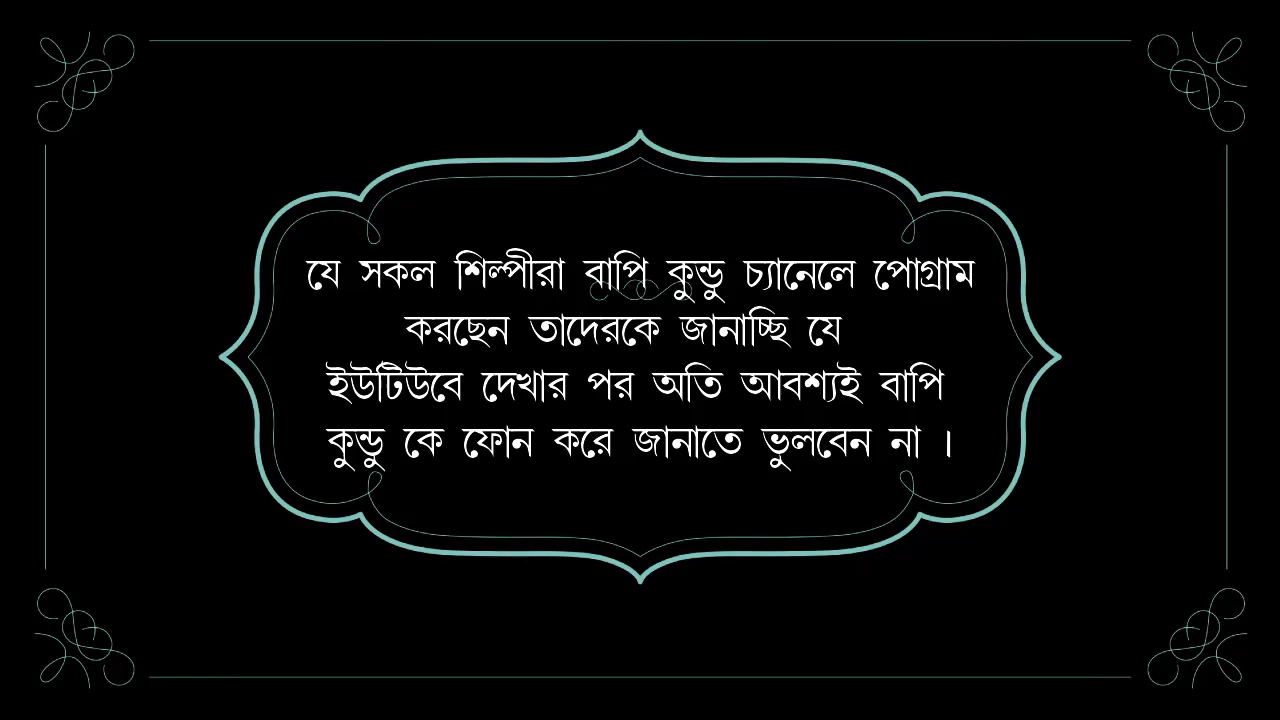 যে সকল শিল্পীরা বাপি কুন্ডু চ্যানেলে পোগ্রাম
করছেন তাদেরকে জানাচ্ছি যে
ইউটিউবে দেখার পর অতি আবশ্যই বাপি
কুন্ডু কে ফোন করে জানাতে ভুলবেন না ।